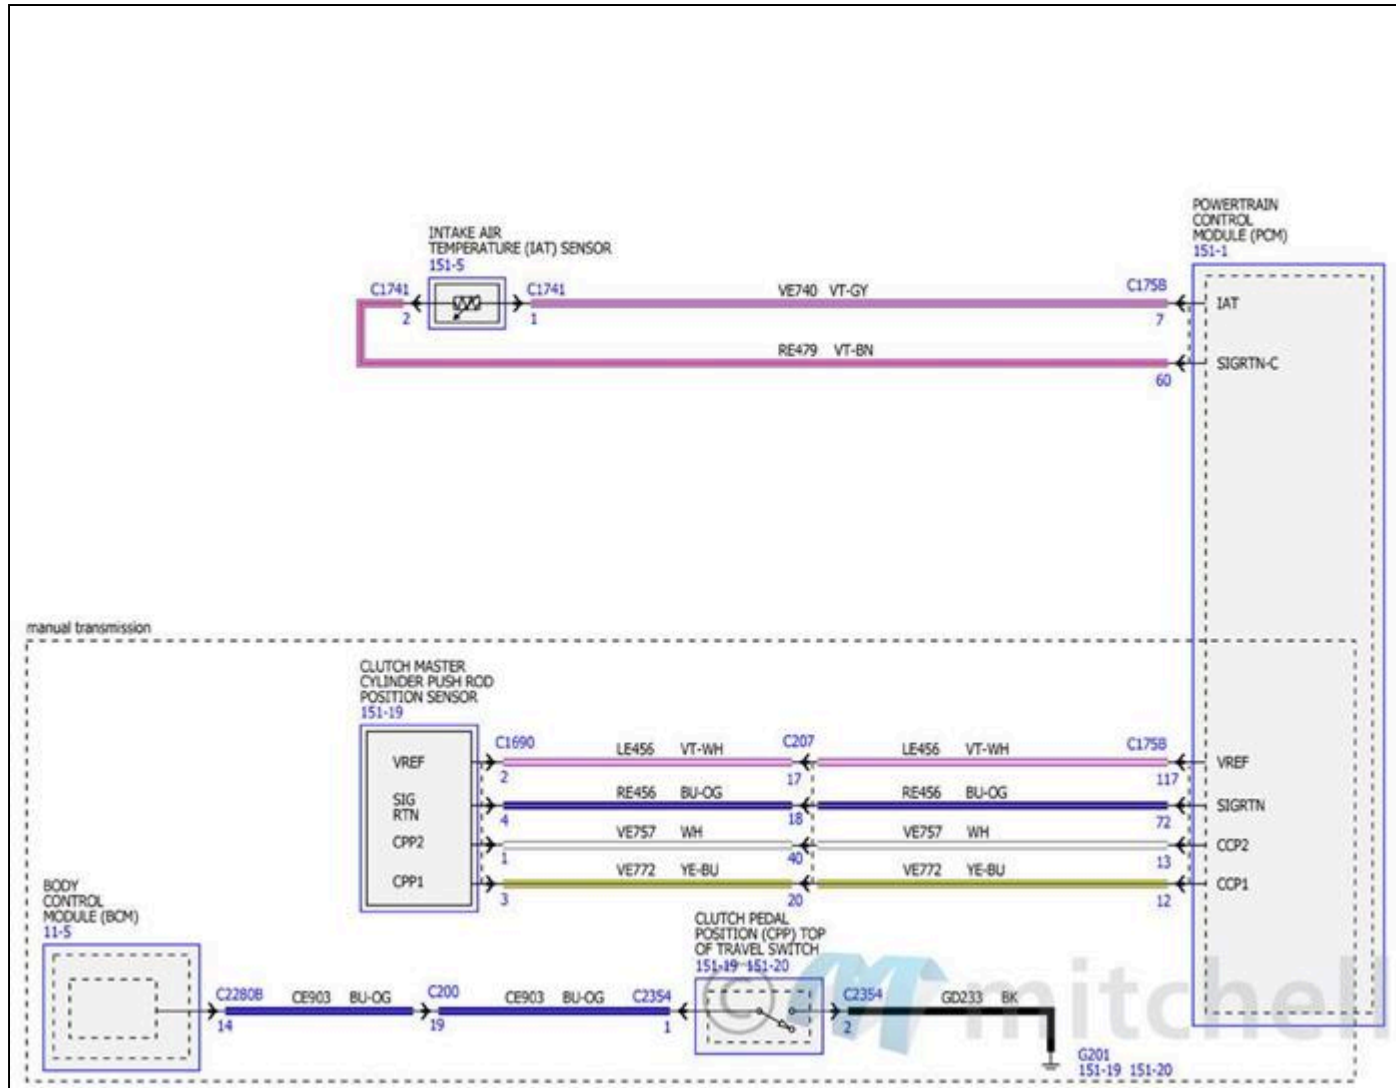 POWERTRAIN
CONTROL
MODULE (PCM)
151-1
INTAKE AIR
TEMPERATURE (IAT) SENSOR
151-5
C1741
C1741
VE740 VT-GY
C175B
IAT
2
1
7
RE479 VT-BN
SIGRTN-C
60
manual transmission
CLUTCH MASTER
CYLINDER PUSH ROD
POSITION SENSOR
151-19
C1690
LE456 VT-WH
C207
LE456 VT-WH
C175B
VREF
VREF
2
17
117
SIG
RTN
RE456 BU-OG
RE456 BU-OG
SIGRTN
4
18
72
CPP2
VE757 WH
VE757 WH
CCP2
1
40
13
CPP1
VE772 YE-BU
VE772 YE-BU
CCP1
3
20
12
BODY
CONTROL
MODULE (BCM)
11-5
CLUTCH PEDAL
POSITION (CPP) TOP
OF TRAVEL SWITCH
151-19 151-20
C2280B
CE903 BU-OG
C200
CE903 BU-OG
C2354
C2354
GD233 BK
14
19
1
2
G201
151-19 151-20
© mitchell